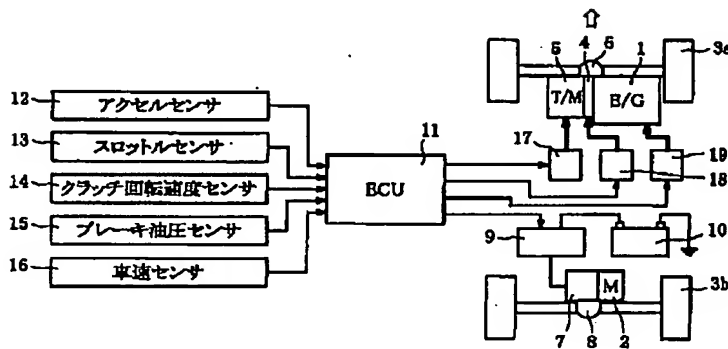 5 4 6 1 3a
T/M E/G
12 アクセルセンサ
13 スロットルセンサ
14 クラッチ回転速度センサ
15 ブレーキ油圧センサ
16 車速センサ
11
ECU
17
18
19
9
10
M
3b
7 8 2